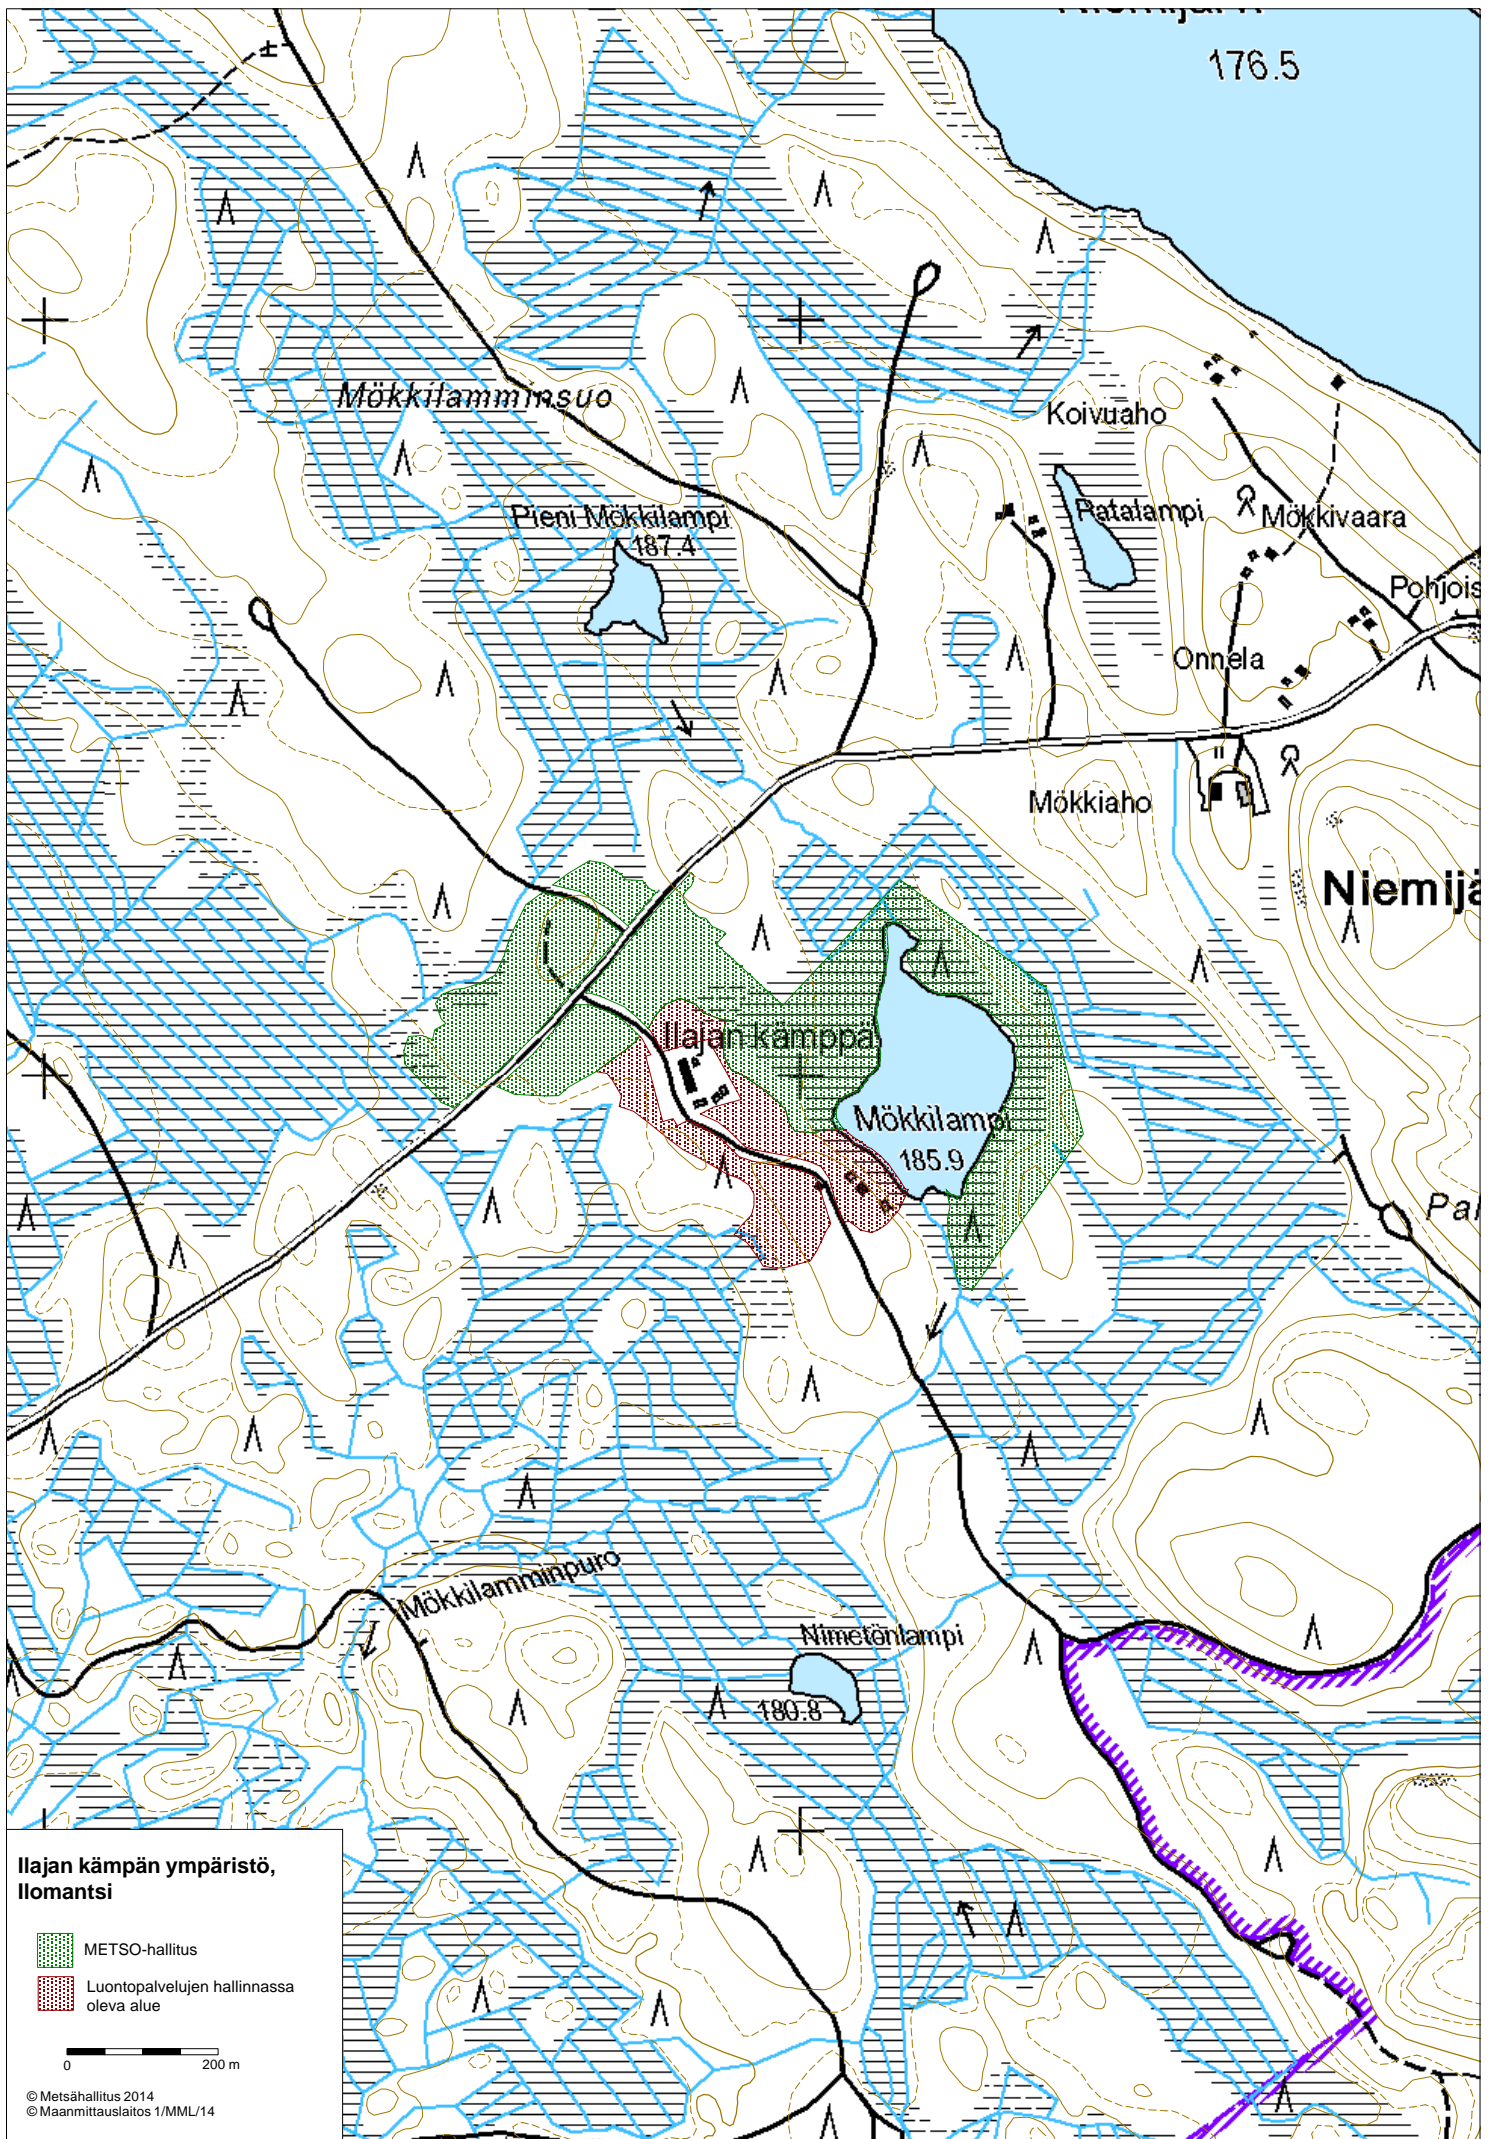 176.5
Mökkilamminsuo
Koivuaho
Pieni Mökkilampi
187.4
Patalampi
Mökkivaara
Pohjois
Onnela
Mökkiaho
Niemijä
Ilajan kämppä
Mökkilampi
185.9
Pal
Mökkilamminpuro
Nimetönlampi
180.8
Ilajan kämpän ympäristö,
Ilomantsi
METSO-hallitus
Luontopalvelujen hallinnassa
oleva alue
0 200 m
© Metsähallitus 2014
© Maanmittauslaitos 1/MML/14